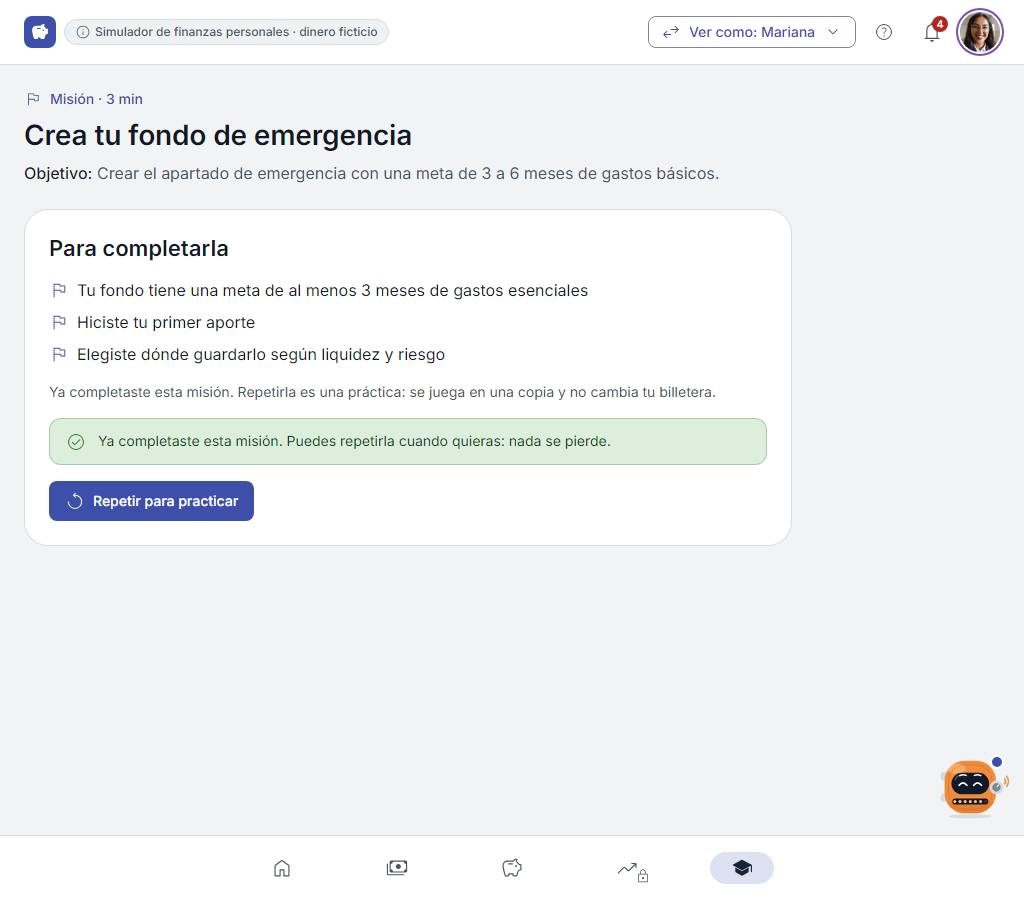 Simulador de finanzas personales · dinero ficticio
Ver como: Mariana
4
Misión · 3 min
Crea tu fondo de emergencia
Objetivo: Crear el apartado de emergencia con una meta de 3 a 6 meses de gastos básicos.
Para completarla
Tu fondo tiene una meta de al menos 3 meses de gastos esenciales
Hiciste tu primer aporte
Elegiste dónde guardarlo según liquidez y riesgo
Ya completaste esta misión. Repetirla es una práctica: se juega en una copia y no cambia tu billetera.
Ya completaste esta misión. Puedes repetirla cuando quieras: nada se pierde.
Repetir para practicar